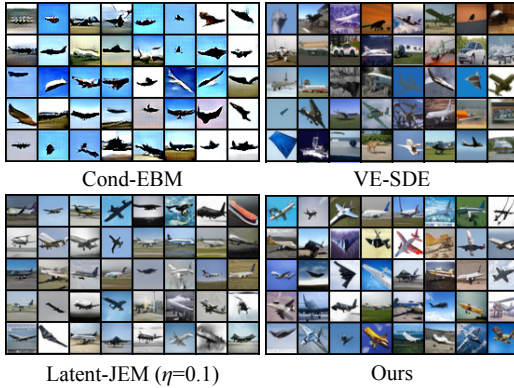 Cond-EBM
VE-SDE
Latent-JEM (η=0.1)
Ours